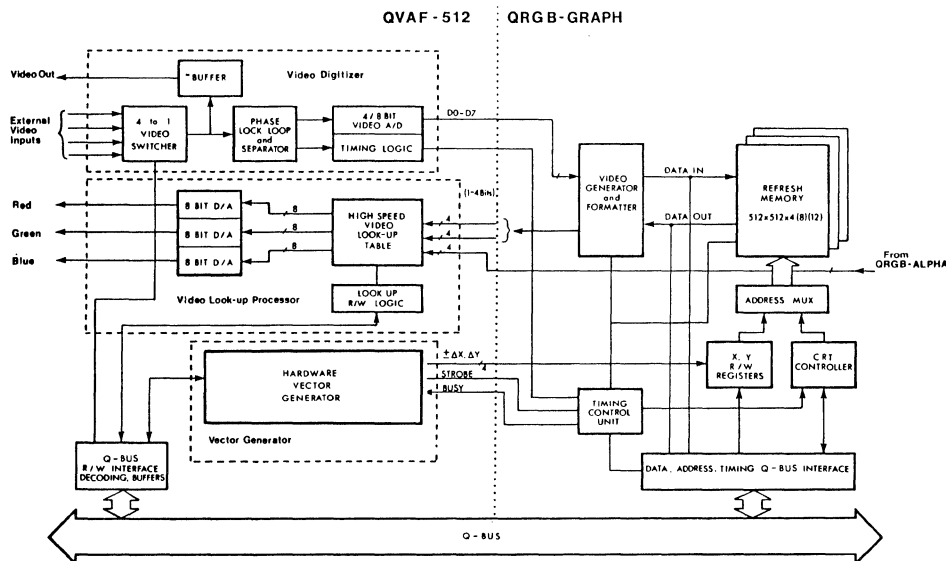 QVAF-512 QRGB-GRAPH
Video Digitizer
Video Out
BUFFER
External
Video
Inputs
4 to 1
VIDEO
SWITCHER
PHASE
LOCK LOOP
and
SEPARATOR
4/8 BIT
VIDEO A/D
TIMING LOGIC
D0-D7
VIDEO
GENERATOR
and
FORMATTER
DATA IN
DATA OUT
REFRESH
MEMORY
512x512x4(8)(12)
(1-4Bits)
Red
Green
Blue
8 BIT D/A
8 BIT D/A
8 BIT D/A
8
8
8
HIGH SPEED
VIDEO
LOOK-UP
TABLE
4
4
4
From
QRGB-ALPHA
LOOK UP
R/W LOGIC
Video Look-up Processor
ADDRESS MUX
HARDWARE
VECTOR
GENERATOR
Vector Generator
±ΔX,ΔY
4
STROBE
BUSY
X, Y
R/W
REGISTERS
CRT
CONTROLLER
TIMING
CONTROL
UNIT
Q-BUS
R/W INTERFACE
DECODING, BUFFERS
DATA, ADDRESS, TIMING Q-BUS INTERFACE
Q-BUS